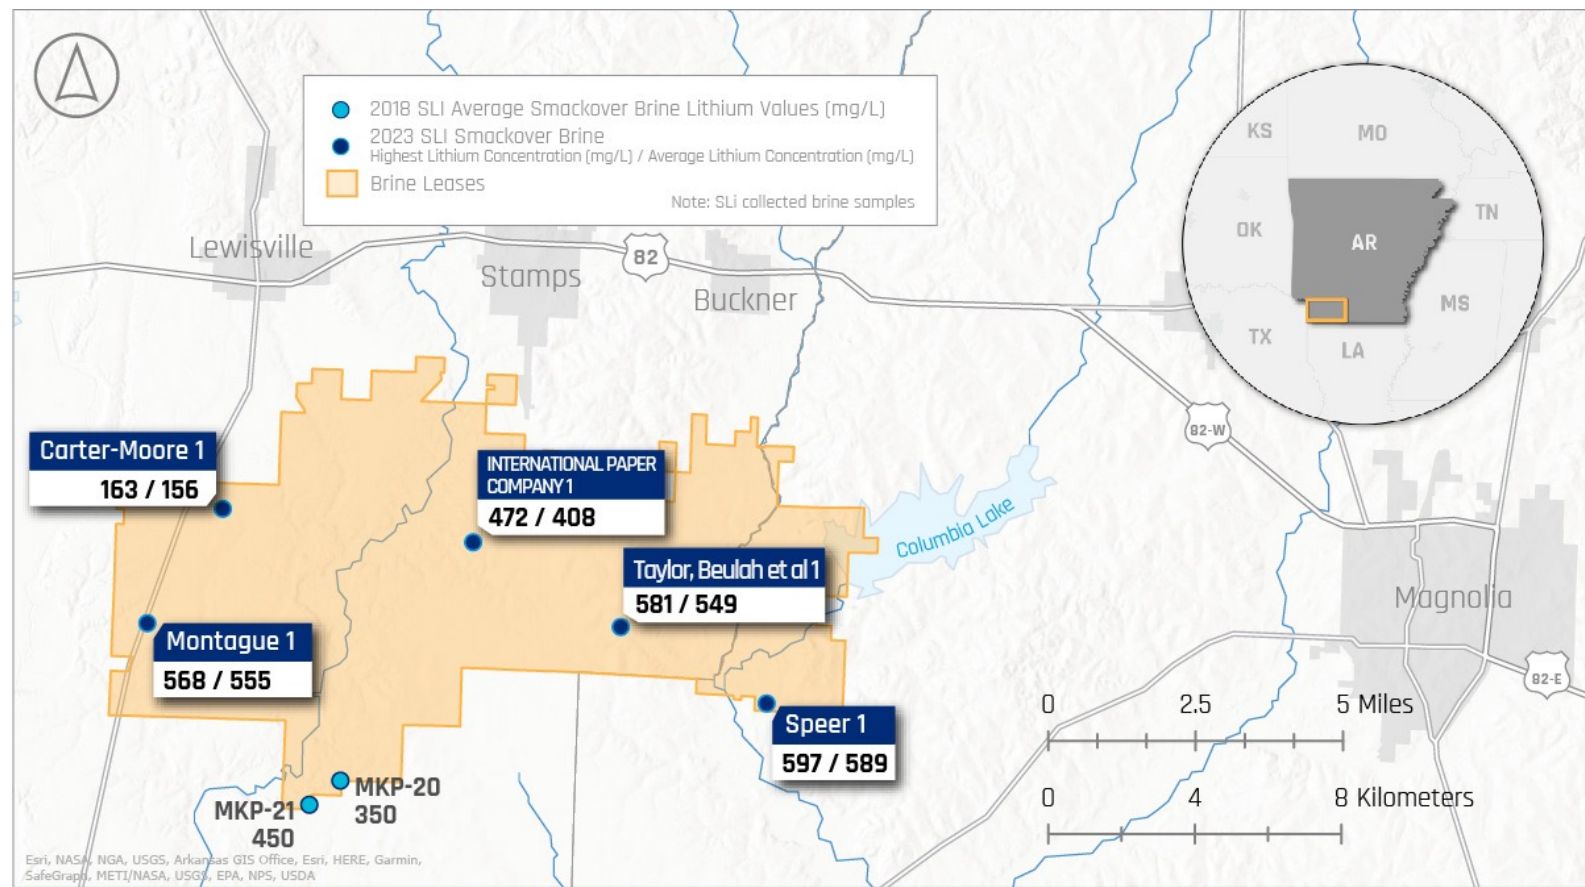 2018 SLI Average Smackover Brine Lithium Values (mg/L)
2023 SLI Smackover Brine
Highest Lithium Concentration (mg/L) / Average Lithium Concentration (mg/L)
Brine Leases
Note: SLi collected brine samples
KS
MO
OK
AR
TN
TX
LA
MS
Lewisville
Stamps
82
Buckner
82-W
Carter-Moore 1
163 / 156
INTERNATIONAL PAPER
COMPANY 1
472 / 408
Columbia Lake
Taylor, Beulah et al 1
581 / 549
Magnolia
Montague 1
568 / 555
82-E
Speer 1
597 / 589
0 2.5 5 Miles
0 4 8 Kilometers
MKP-20
350
MKP-21
450
Esri, NASA, NGA, USGS, Arkansas GIS Office, Esri, HERE, Garmin,
SafeGraph, METI/NASA, USGS, EPA, NPS, USDA